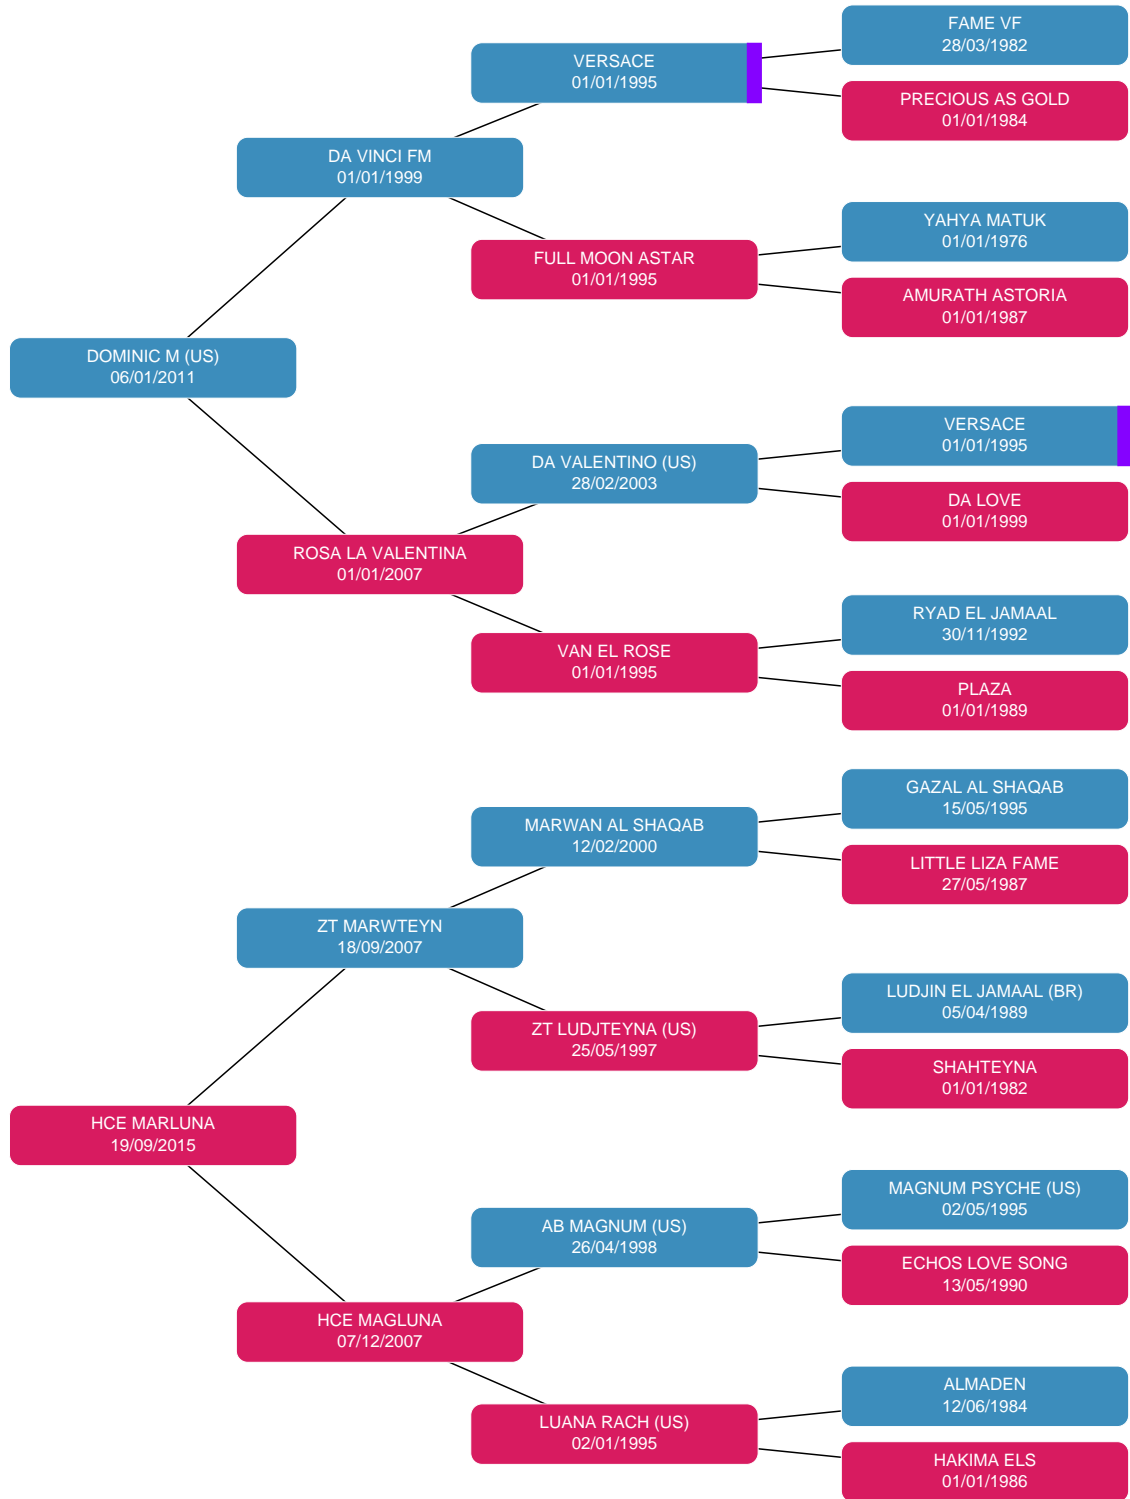 FAME VF
28/03/1982
VERSACE
01/01/1995
PRECIOUS AS GOLD
01/01/1984
DA VINCI FM
01/01/1999
YAHYA MATUK
01/01/1976
FULL MOON ASTAR
01/01/1995
AMURATH ASTORIA
01/01/1987
DOMINIC M (US)
06/01/2011
VERSACE
01/01/1995
DA VALENTINO (US)
28/02/2003
DA LOVE
01/01/1999
ROSA LA VALENTINA
01/01/2007
RYAD EL JAMAAL
30/11/1992
VAN EL ROSE
01/01/1995
PLAZA
01/01/1989
GAZAL AL SHAQAB
15/05/1995
MARWAN AL SHAQAB
12/02/2000
LITTLE LIZA FAME
27/05/1987
ZT MARWTEYN
18/09/2007
LUDJIN EL JAMAAL (BR)
05/04/1989
ZT LUDJTEYNA (US)
25/05/1997
SHAHTEYNA
01/01/1982
HCE MARLUNA
19/09/2015
MAGNUM PSYCHE (US)
02/05/1995
AB MAGNUM (US)
26/04/1998
ECHOS LOVE SONG
13/05/1990
HCE MAGLUNA
07/12/2007
ALMADEN
12/06/1984
LUANA RACH (US)
02/01/1995
HAKIMA ELS
01/01/1986